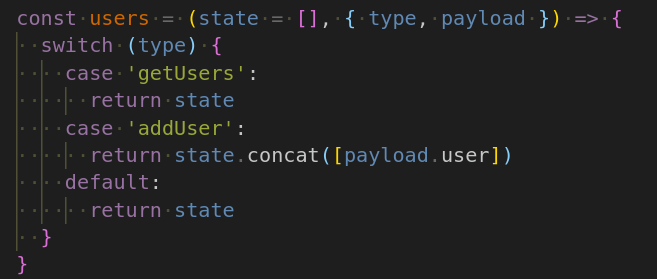 const users = (state = [], { type, payload }) => {
  switch (type) {
    case 'getUsers':
      return state
    case 'addUser':
      return state.concat([payload.user])
    default:
      return state
  }
}